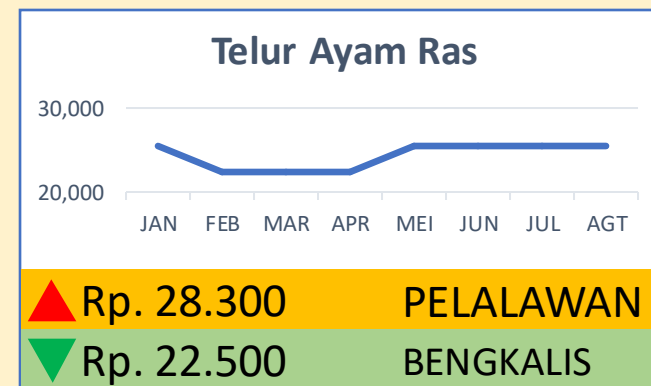 Telur Ayam Ras
30,000
20,000
JAN FEB MAR APR MEI JUN JUL AGT
Rp. 28.300 PELALAWAN
Rp. 22.500 BENGKALIS